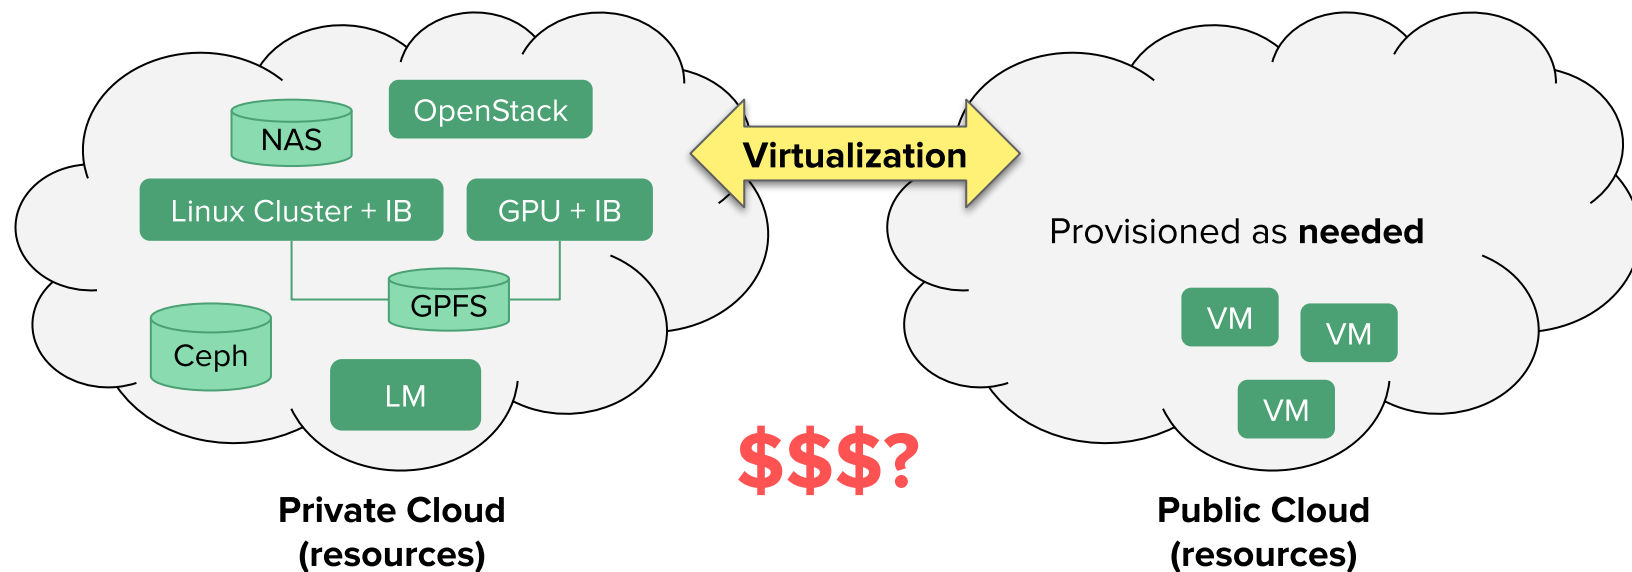 OpenStack
NAS
Virtualization
Linux Cluster + IB
GPU + IB
Provisioned as needed
GPFS
VM
VM
Ceph
LM
VM
$$$?
Private Cloud
(resources)
Public Cloud
(resources)